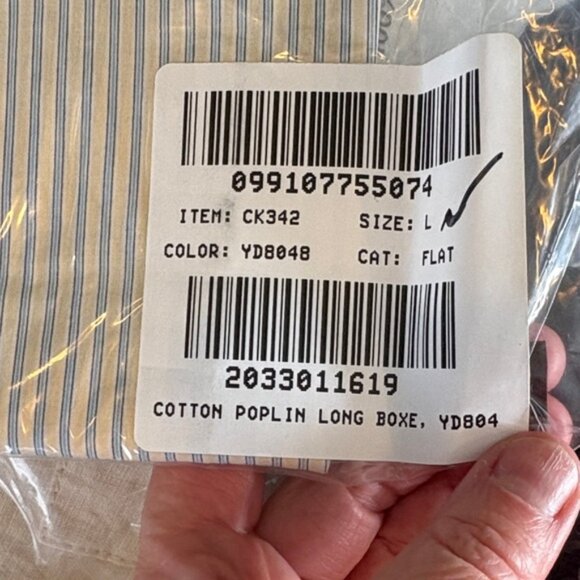 099107755074
ITEM: CK342 SIZE: L
COLOR: YD8048 CAT: FLAT
2033011619
COTTON POPLIN LONG BOXE, YD804